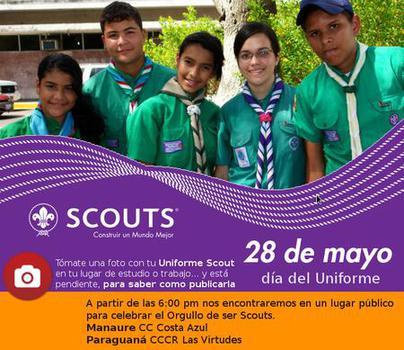 SCOUTS®
Construir un Mundo Mejor
28 de mayo
día del Uniforme
Tómate una foto con tu Uniforme Scout
en tu lugar de estudio o trabajo... y está
pendiente, para saber como publicarla
A partir de las 6:00 pm nos encontraremos en un lugar público
para celebrar el Orgullo de ser Scouts.
Manaure CC Costa Azul
Paraguaná CCCR Las Virtudes